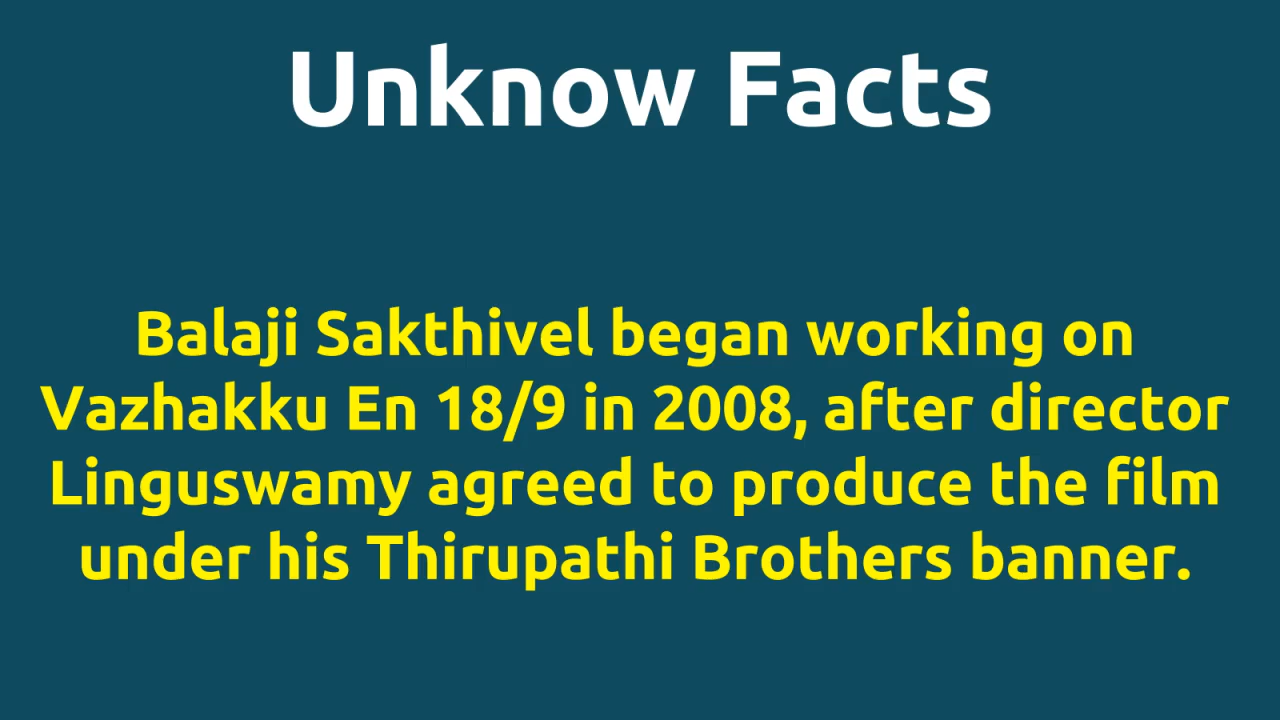 Unknow Facts
Balaji Sakthivel began working on
Vazhakku En 18/9 in 2008, after director
Linguswamy agreed to produce the film
under his Thirupathi Brothers banner.